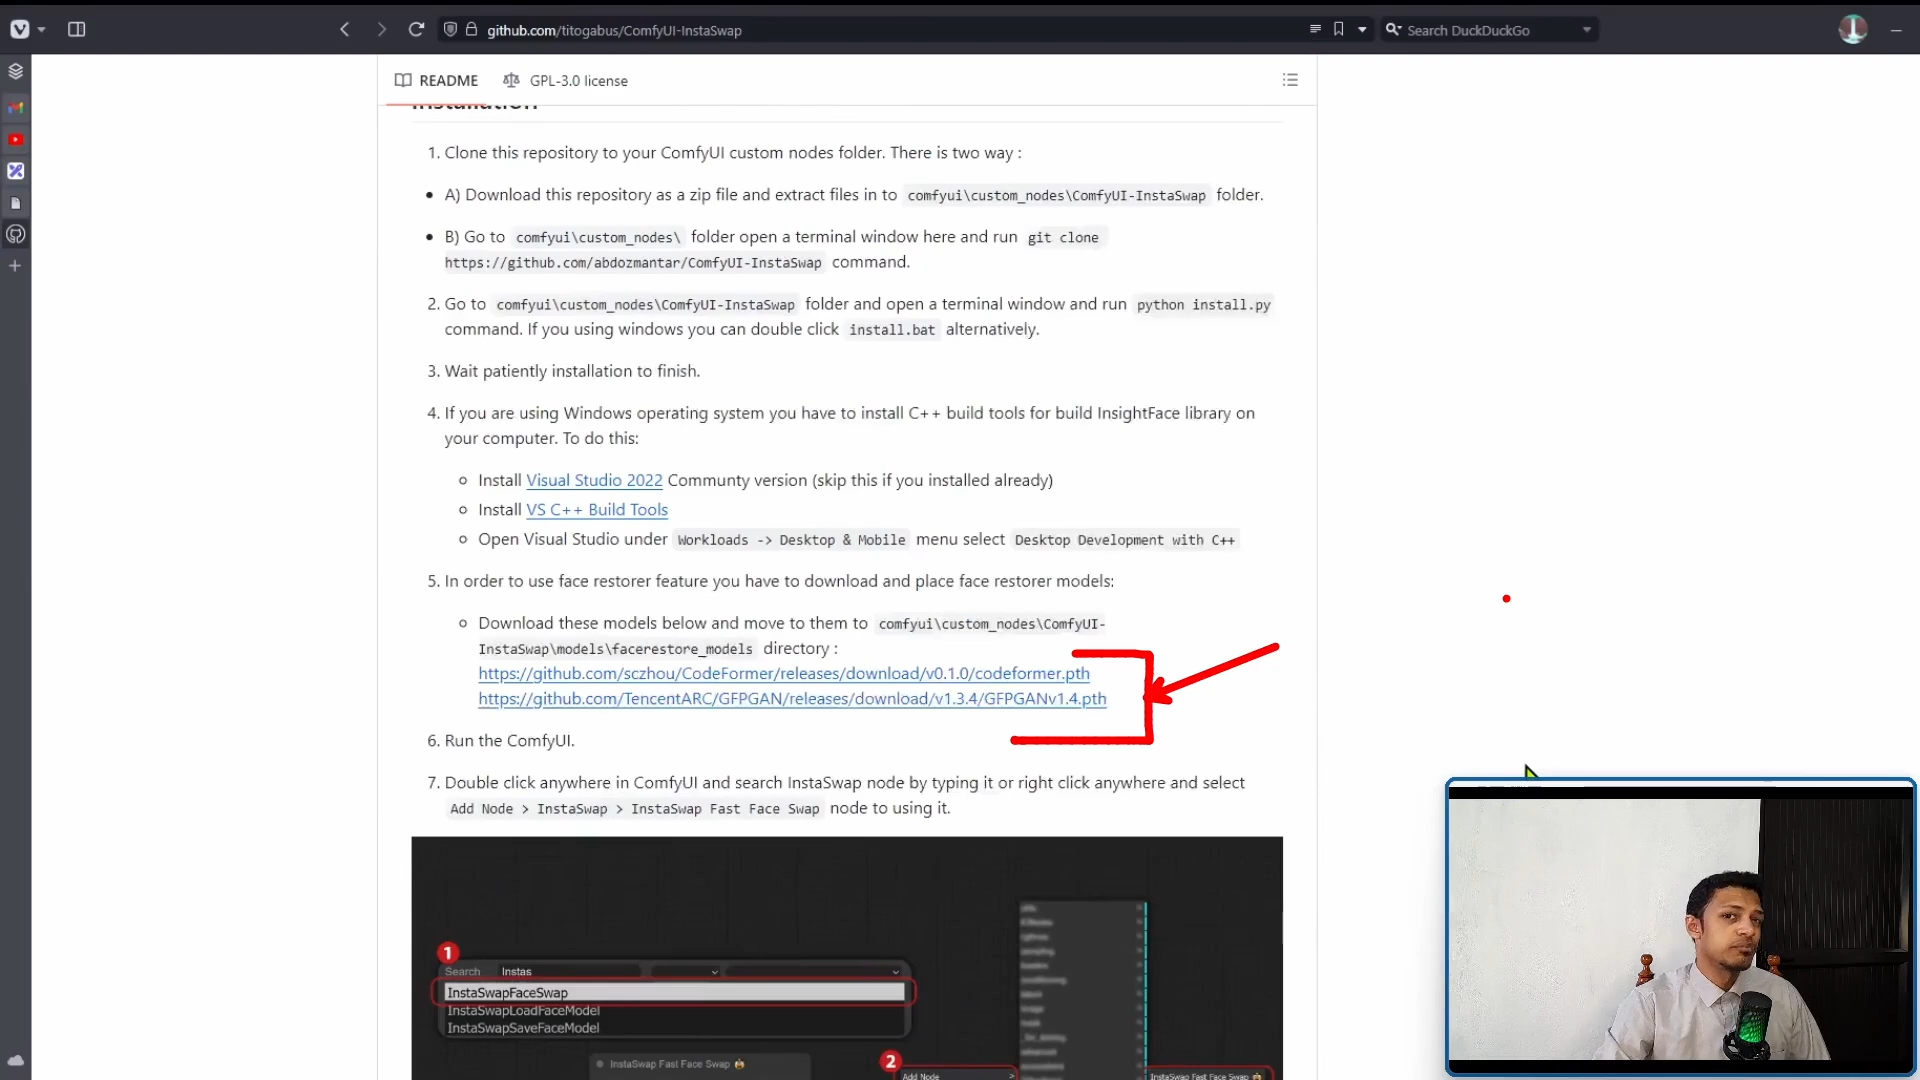 github.com/titogabus/ComfyUI-InstaSwap
Search DuckDuckGo
README
GPL-3.0 license
Installation
1. Clone this repository to your ComfyUI custom nodes folder. There is two way :
• A) Download this repository as a zip file and extract files in to comfyui\custom_nodes\ComfyUI-InstaSwap folder.
• B) Go to comfyui\custom_nodes\ folder open a terminal window here and run git clone
https://github.com/abdozmantar/ComfyUI-InstaSwap command.
2. Go to comfyui\custom_nodes\ComfyUI-InstaSwap folder and open a terminal window and run python install.py
command. If you using windows you can double click install.bat alternatively.
3. Wait patiently installation to finish.
4. If you are using Windows operating system you have to install C++ build tools for build InsightFace library on
your computer. To do this:
Install Visual Studio 2022 Communty version (skip this if you installed already)
Install VS C++ Build Tools
Open Visual Studio under Workloads -> Desktop & Mobile menu select Desktop Development with C++
5. In order to use face restorer feature you have to download and place face restorer models:
Download these models below and move to them to comfyui\custom_nodes\ComfyUI-
InstaSwap\models\facerestore_models directory :
https://github.com/sczhou/CodeFormer/releases/download/v0.1.0/codeformer.pth
https://github.com/TencentARC/GFPGAN/releases/download/v1.3.4/GFPGANv1.4.pth
6. Run the ComfyUI.
7. Double click anywhere in ComfyUI and search InstaSwap node by typing it or right click anywhere and select
Add Node > InstaSwap > InstaSwap Fast Face Swap node to using it.
1
Search Instas
InstaSwapFaceSwap
InstaSwapLoadFaceModel
InstaSwapSaveFaceModel
InstaSwap Fast Face Swap
2
Add Node >
InstaSwap Fast Face Swap